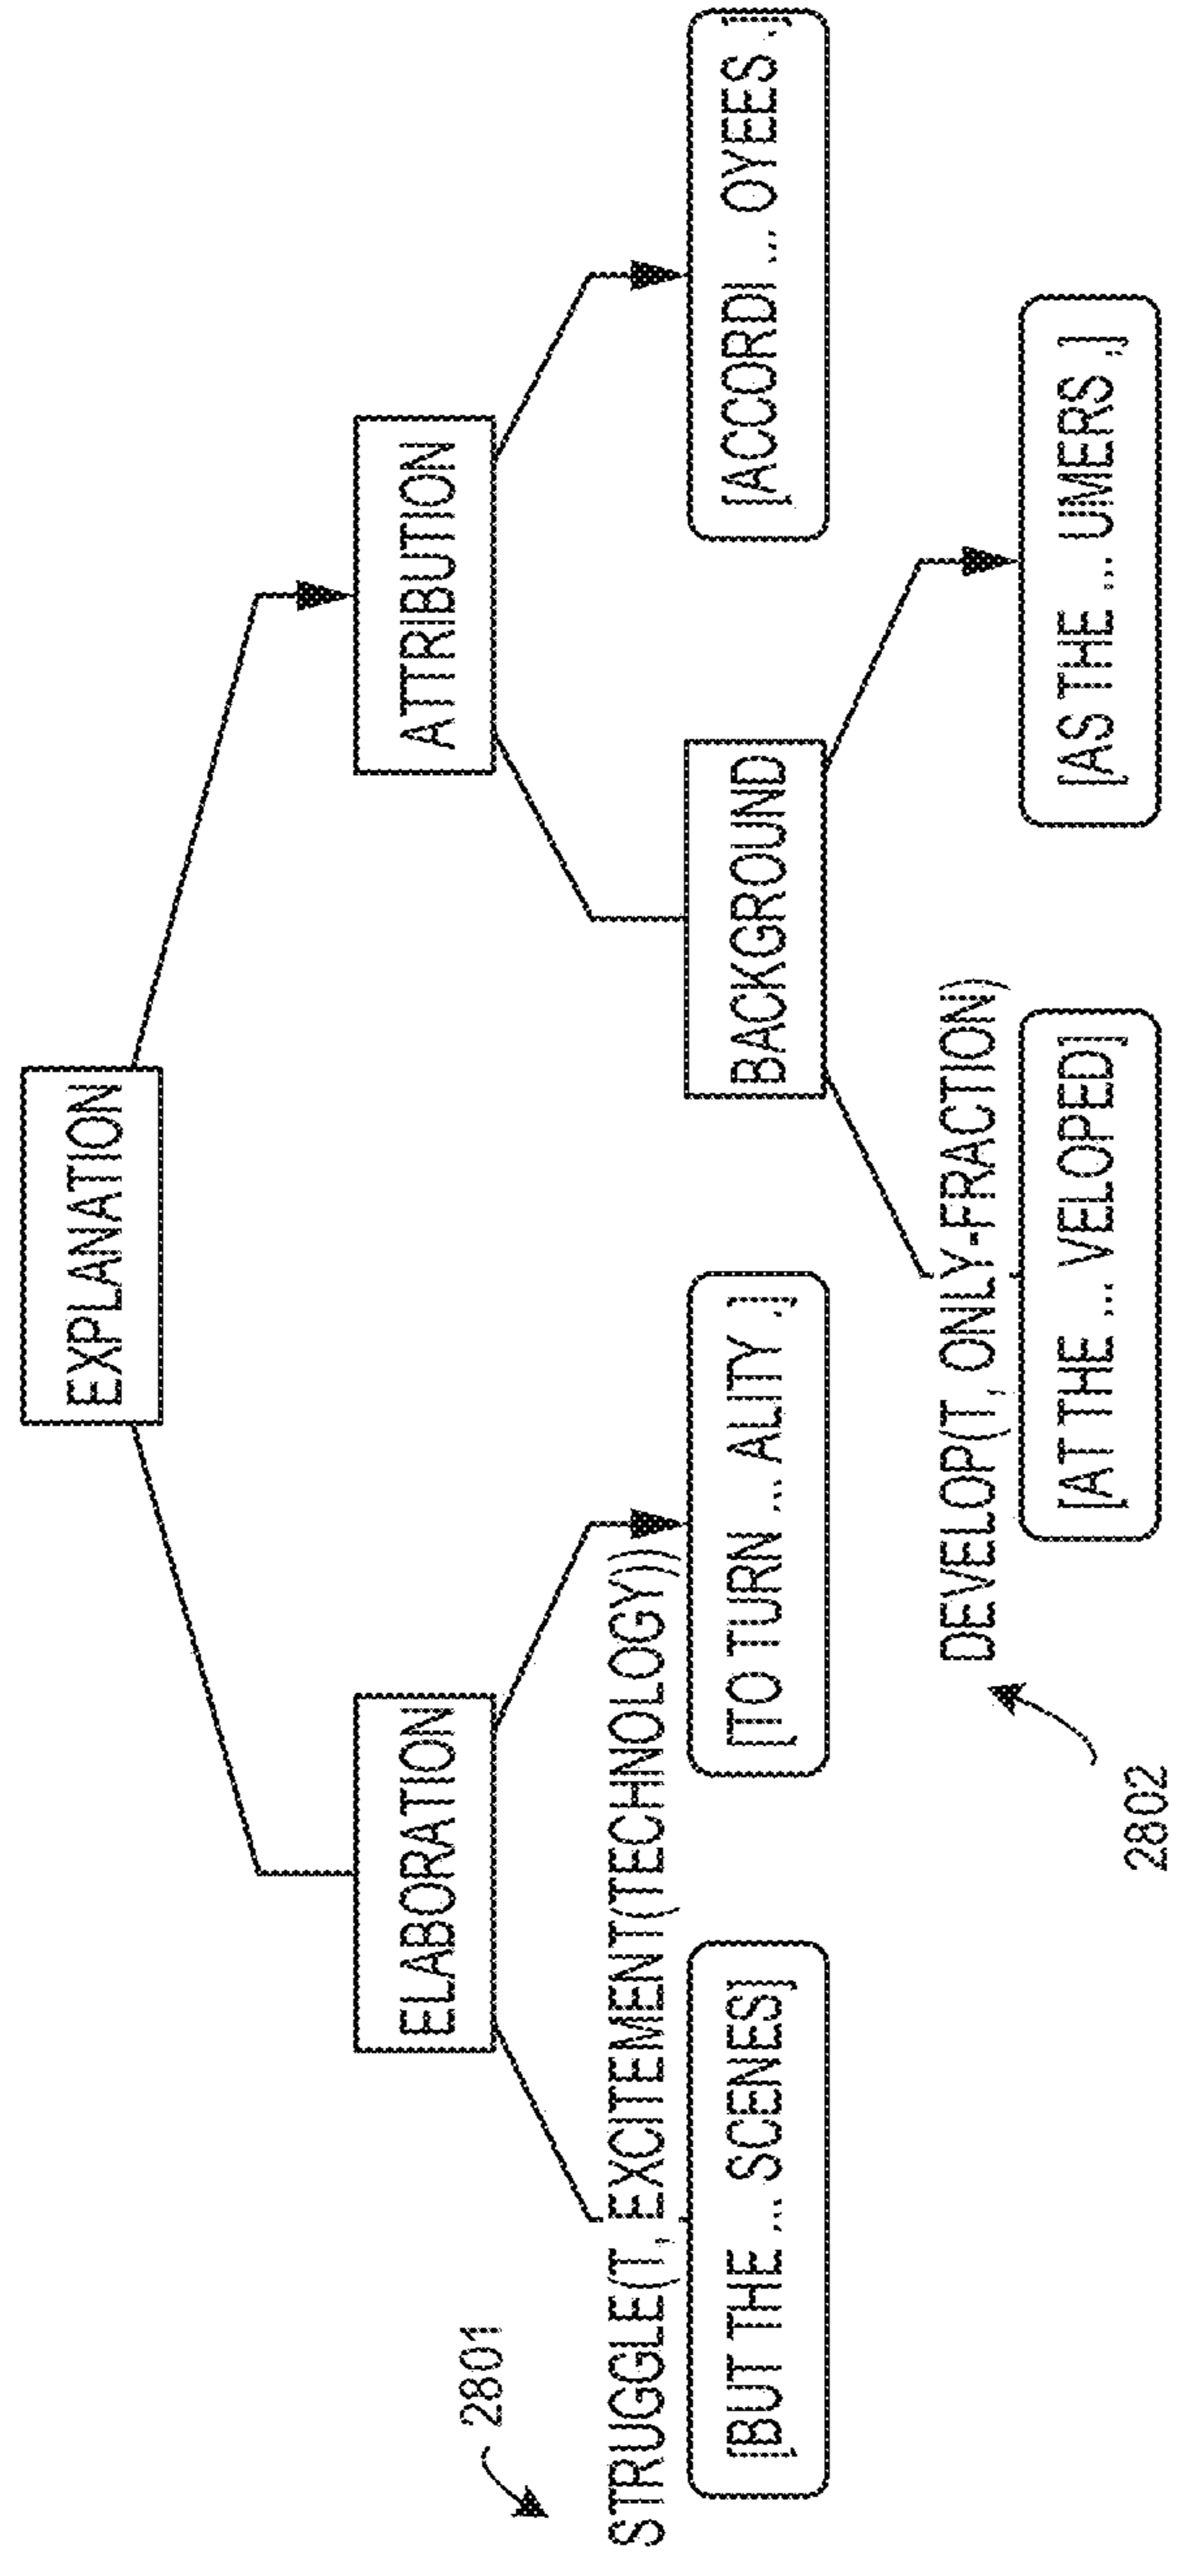 EXPLANATION
ELABORATION
ATTRIBUTION
2801
STRUGGLE(T, EXCITEMENT(TECHNOLOGY))
[BUT THE ... SCENES]
[TO TURN ... ALITY ,]
BACKGROUND
[ACCORDI ... OYEES ,]
DEVELOP(T, ONLY-FRACTION)
2802
[AT THE ... VELOPED]
[AS THE ... UMERS ,]